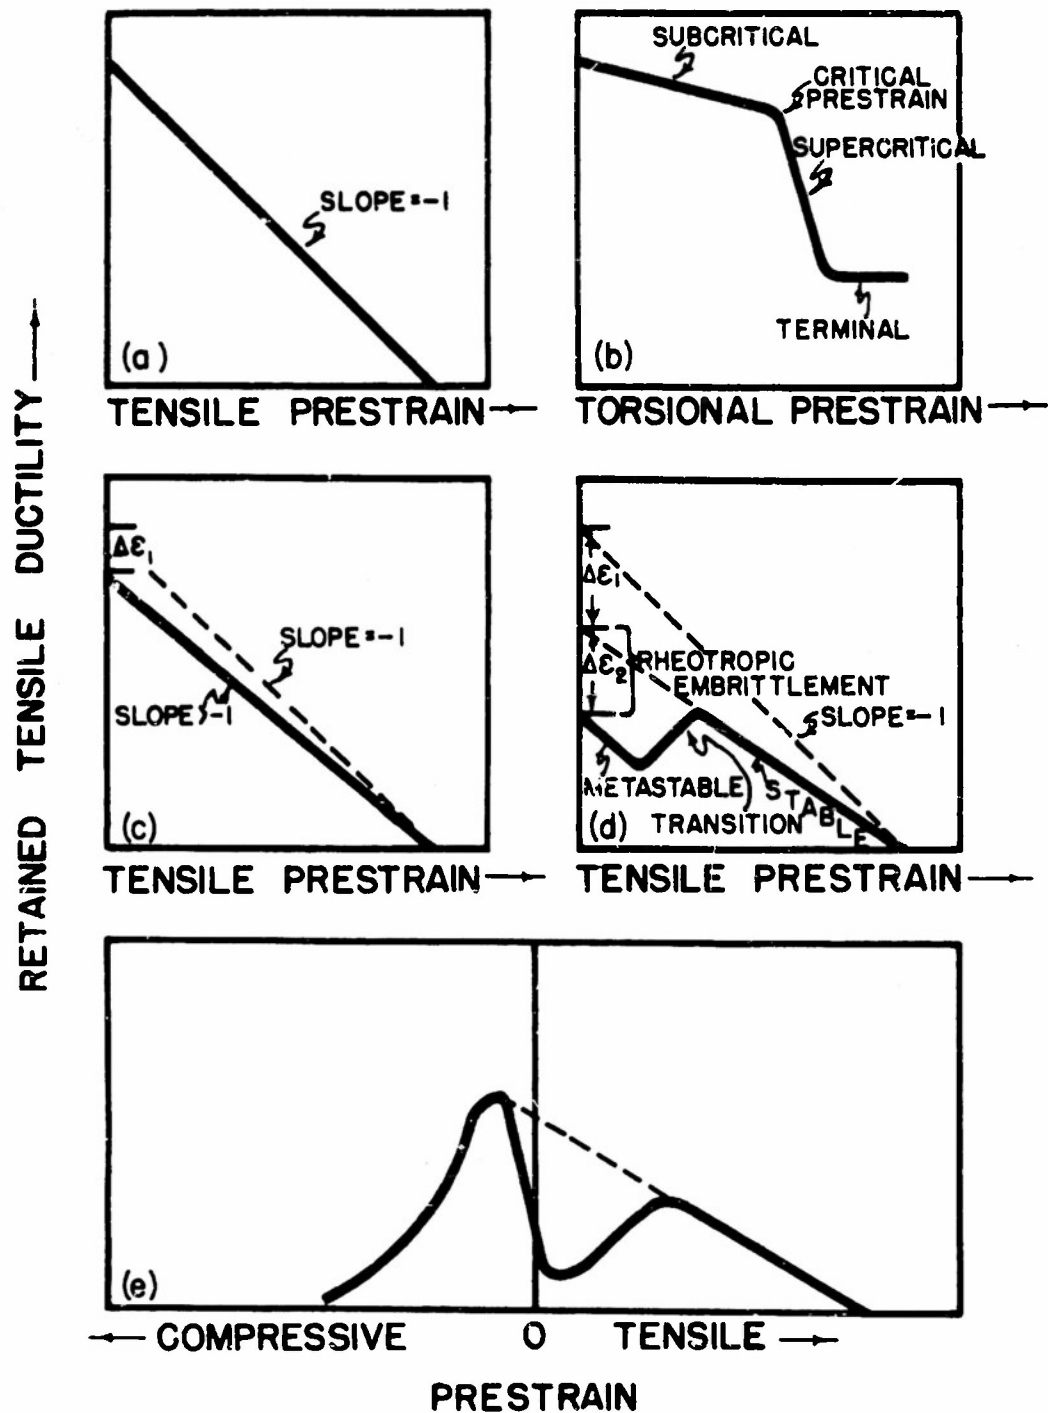 RETAINED TENSILE DUCTILITY
SLOPE=-1
(a)
TENSILE PRESTRAIN
SUBCRITICAL
CRITICAL
PRESTRAIN
SUPERCRITICAL
TERMINAL
(b)
TORSIONAL PRESTRAIN
Δε₁
SLOPE=-1
SLOPE>-1
(c)
TENSILE PRESTRAIN
Δε₁
Δε₂
RHEOTROPIC
EMBRITTLEMENT
SLOPE=-1
METASTABLE
STABLE
TRANSITION
(d)
TENSILE PRESTRAIN
(e)
COMPRESSIVE 0 TENSILE
PRESTRAIN